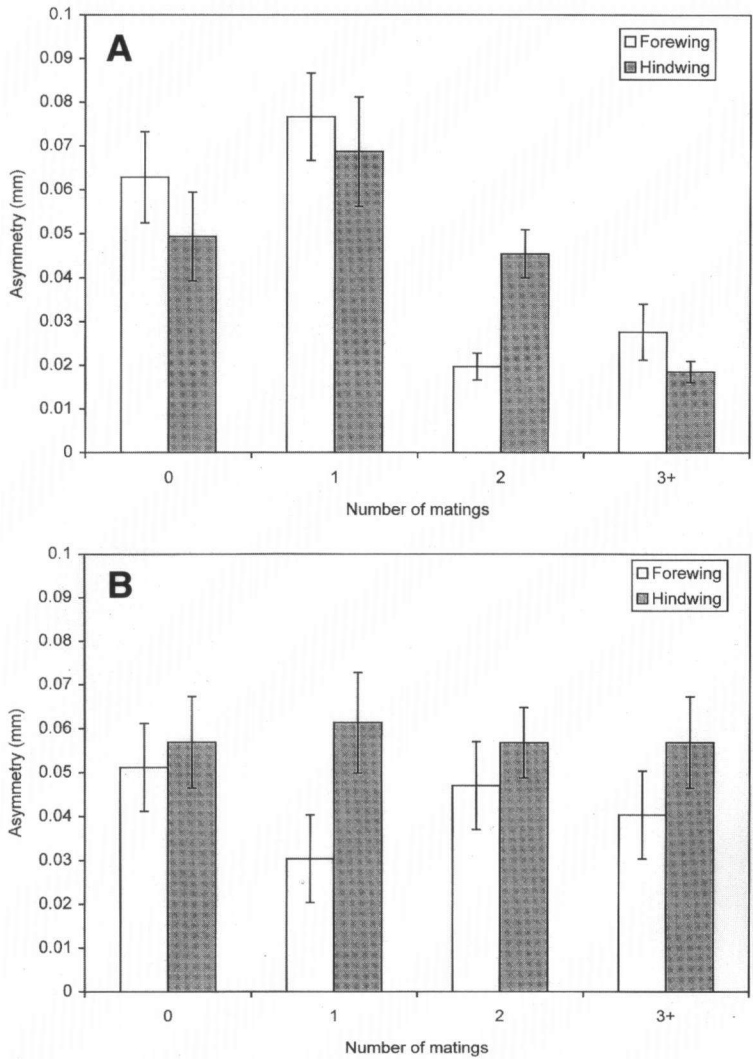 0.1
A
Forewing
Hindwing
0.09
0.08
0.07
0.06
0.05
0.04
0.03
0.02
0.01
0
Asymmetry (mm)
0 1 2 3+
Number of matings
0.1
B
Forewing
Hindwing
0.09
0.08
0.07
0.06
0.05
0.04
0.03
0.02
0.01
0
Asymmetry (mm)
0 1 2 3+
Number of matings